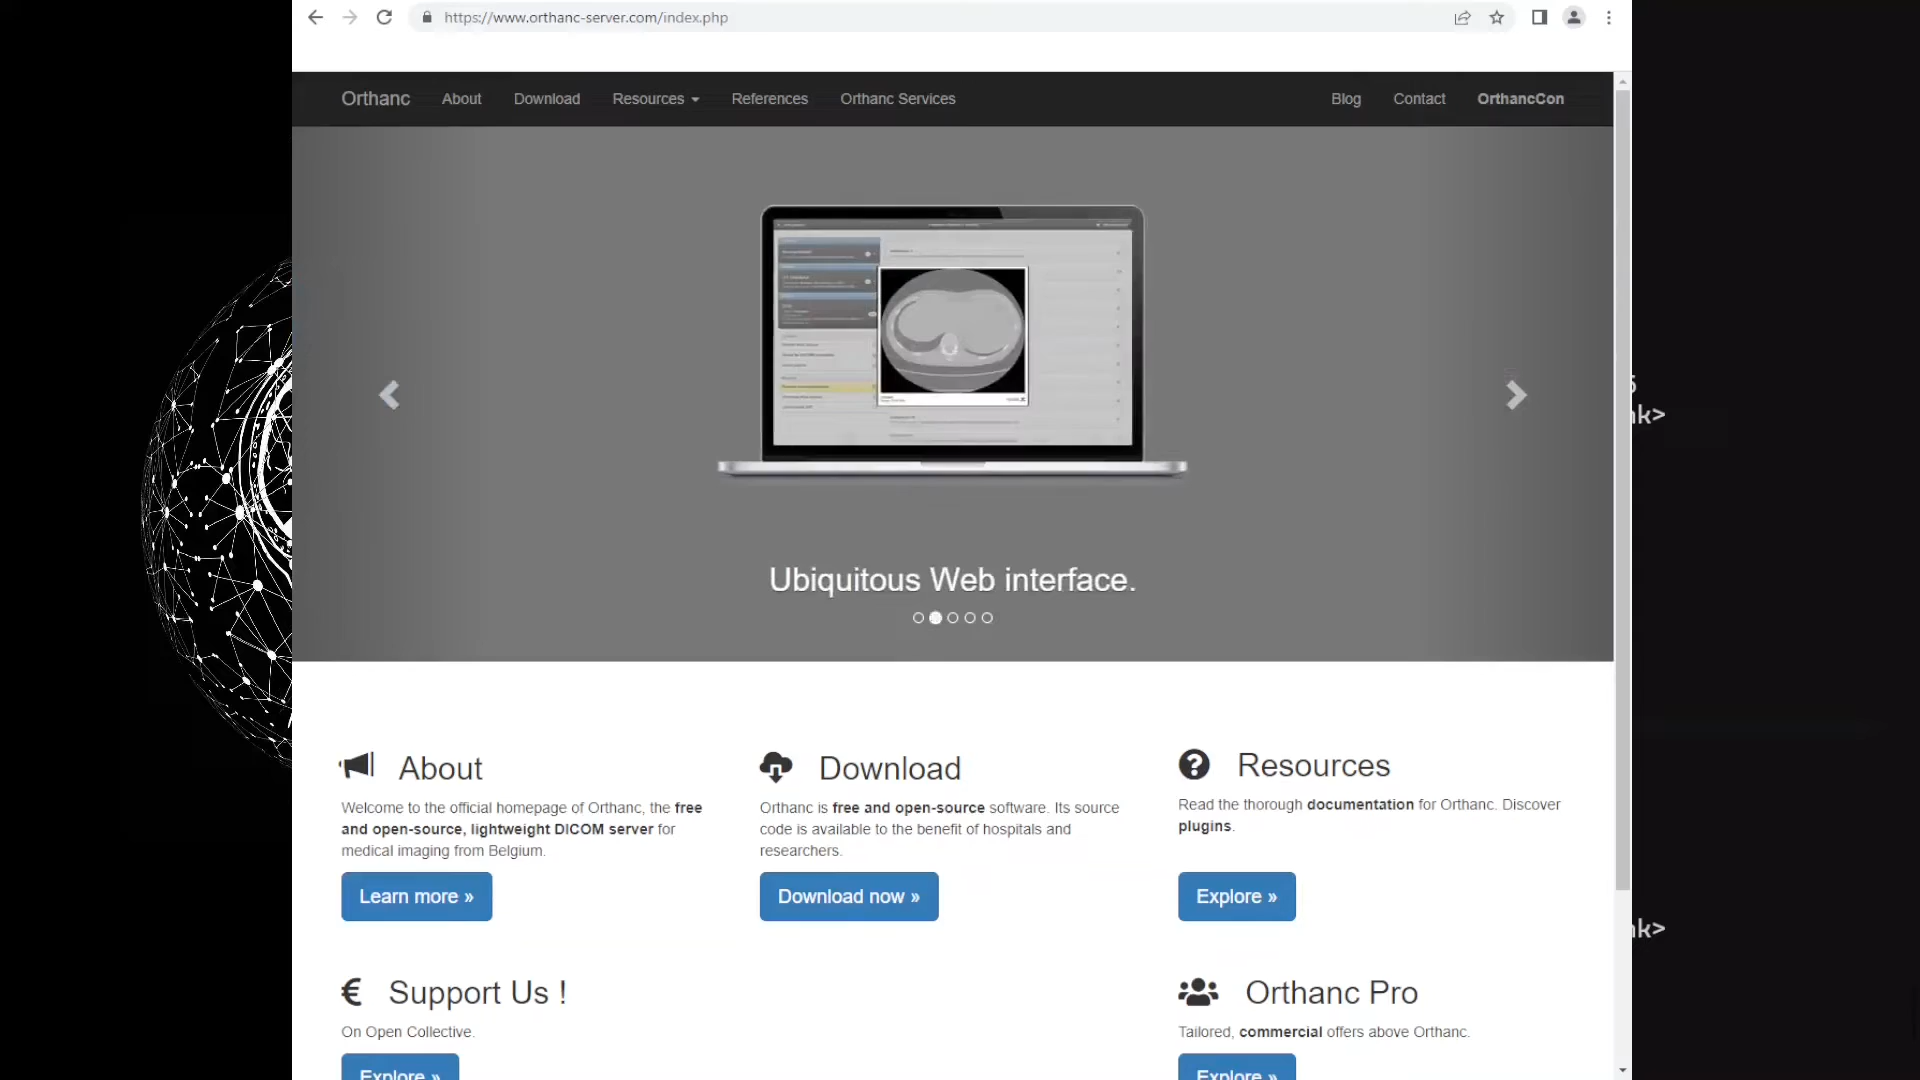 https://www.orthanc-server.com/index.php
Orthanc About Download Resources References Orthanc Services Blog Contact OrthancCon
nk>
Ubiquitous Web interface.
About
Welcome to the official homepage of Orthanc, the free
and open-source, lightweight DICOM server for
medical imaging from Belgium.
Learn more »
Download
Orthanc is free and open-source software. Its source
code is available to the benefit of hospitals and
researchers.
Download now »
Resources
Read the thorough documentation for Orthanc. Discover
plugins.
Explore »
nk>
€ Support Us !
On Open Collective.
Explore »
Orthanc Pro
Tailored, commercial offers above Orthanc.
Explore »